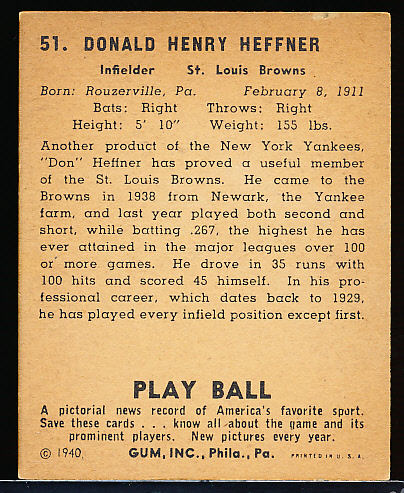 51. DONALD HENRY HEFFNER
Infielder St. Louis Browns
Born: Rouzerville, Pa. February 8, 1911
Bats: Right Throws: Right
Height: 5' 10" Weight: 155 lbs.
Another product of the New York Yankees,
"Don" Heffner has proved a useful member
of the St. Louis Browns. He came to the
Browns in 1938 from Newark, the Yankee
farm, and last year played both second and
short, while batting .267, the highest he has
ever attained in the major leagues over 100
or more games. He drove in 35 runs with
100 hits and scored 45 himself. In his pro-
fessional career, which dates back to 1929,
he has played every infield position except first.
PLAY BALL
A pictorial news record of America's favorite sport.
Save these cards . . . know all about the game and its
prominent players. New pictures every year.
© 1940 GUM, INC., Phila., Pa. PRINTED IN U. S. A.